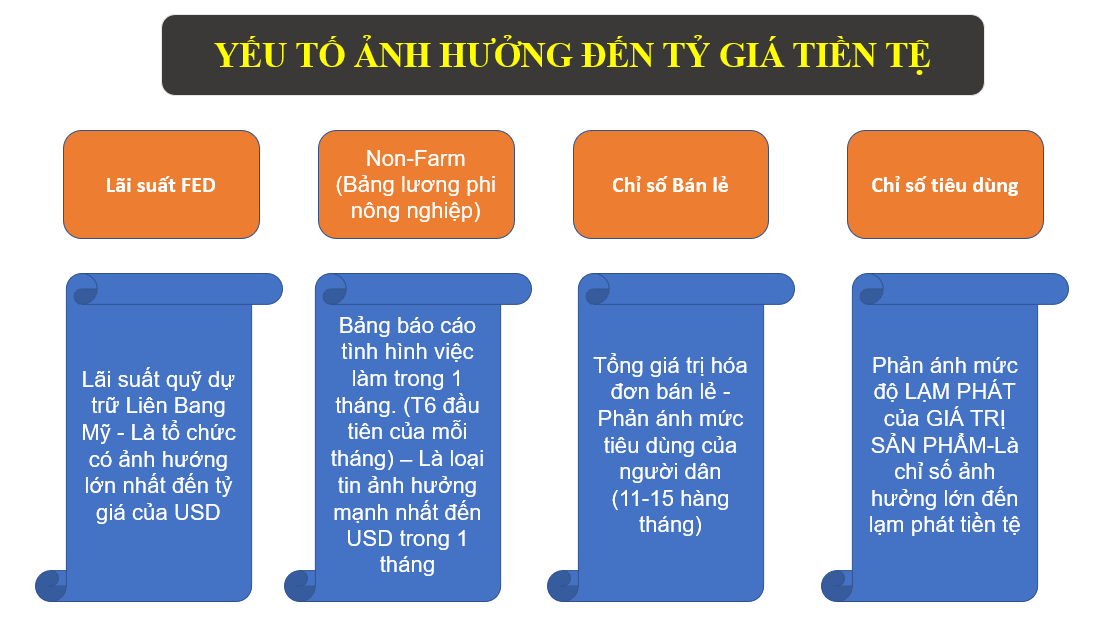 YẾU TỐ ẢNH HƯỞNG ĐẾN TỶ GIÁ TIỀN TỆ
Lãi suất FED
Non-Farm
(Bảng lương phi
nông nghiệp)
Chỉ số Bán lẻ
Chỉ số tiêu dùng
Lãi suất quỹ dự
trữ Liên Bang
Mỹ - Là tổ chức
có ảnh hướng
lớn nhất đến tỷ
giá của USD
Bảng báo cáo
tình hình việc
làm trong 1
tháng. (T6 đầu
tiên của mỗi
tháng) – Là loại
tin ảnh hưởng
mạnh nhất đến
USD trong 1
tháng
Tổng giá trị hóa
đơn bán lẻ -
Phản ánh mức
tiêu dùng của
người dân
(11-15 hàng
tháng)
Phản ánh mức
độ LẠM PHÁT
của GIÁ TRỊ
SẢN PHẨM-Là
chỉ số ảnh
hưởng lớn đến
lạm phát tiền tệ